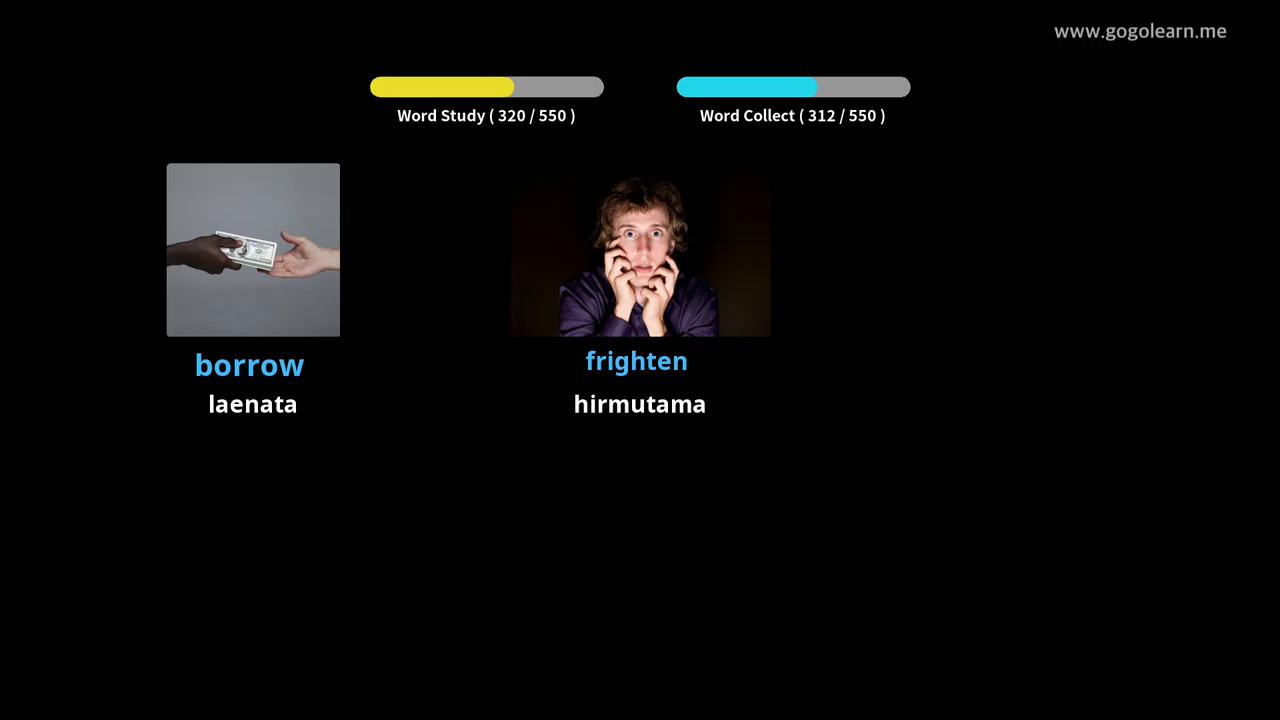 www.gogolearn.me
Word Study ( 320 / 550 )
Word Collect ( 312 / 550 )
borrow
laenata
frighten
hirmutama